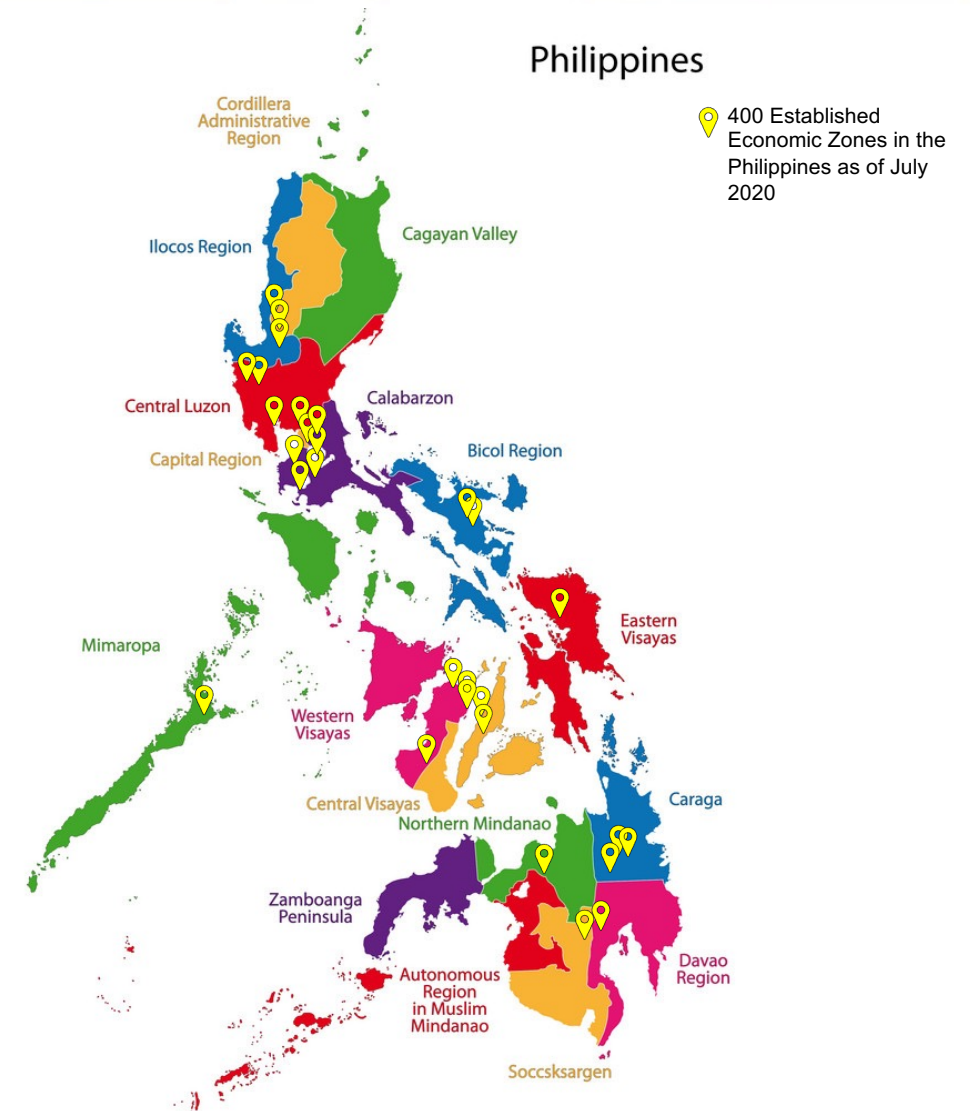 Philippines
400 Established
Economic Zones in the
Philippines as of July
2020
Cordillera
Administrative
Region
Ilocos Region
Cagayan Valley
Central Luzon
Calabarzon
Capital Region
Bicol Region
Mimaropa
Eastern
Visayas
Western
Visayas
Central Visayas
Caraga
Northern Mindanao
Zamboanga
Peninsula
Davao
Region
Autonomous
Region
in Muslim
Mindanao
Soccsksargen